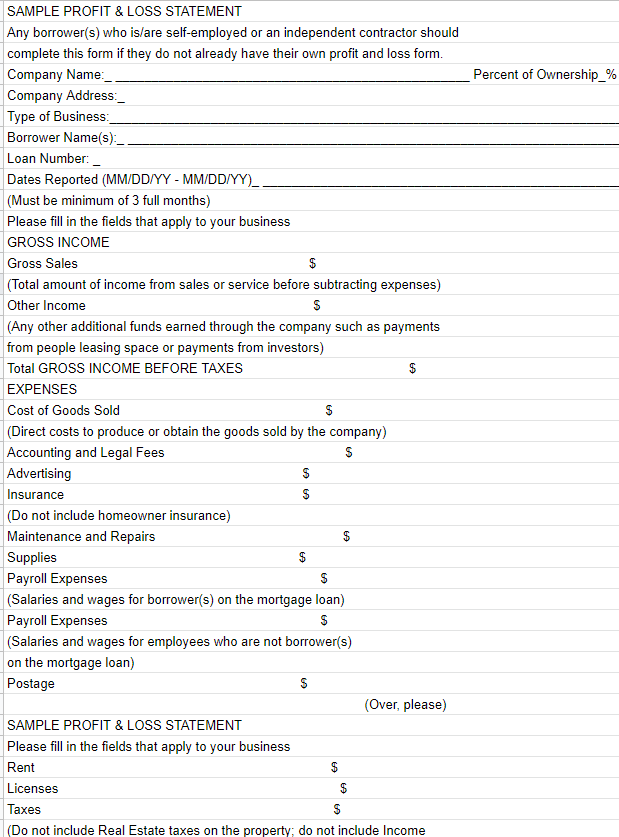 SAMPLE PROFIT & LOSS STATEMENT
Any borrower(s) who is/are self-employed or an independent contractor should
complete this form if they do not already have their own profit and loss form.
Company Name:_ ______________________________ Percent of Ownership_%
Company Address:_
Type of Business:______________________________
Borrower Name(s):_ ______________________________
Loan Number: _
Dates Reported (MM/DD/YY - MM/DD/YY)_ ______________________________
(Must be minimum of 3 full months)
Please fill in the fields that apply to your business
GROSS INCOME
Gross Sales $
(Total amount of income from sales or service before subtracting expenses)
Other Income $
(Any other additional funds earned through the company such as payments
from people leasing space or payments from investors)
Total GROSS INCOME BEFORE TAXES $
EXPENSES
Cost of Goods Sold $
(Direct costs to produce or obtain the goods sold by the company)
Accounting and Legal Fees $
Advertising $
Insurance $
(Do not include homeowner insurance)
Maintenance and Repairs $
Supplies $
Payroll Expenses $
(Salaries and wages for borrower(s) on the mortgage loan)
Payroll Expenses $
(Salaries and wages for employees who are not borrower(s)
on the mortgage loan)
Postage $
(Over, please)
SAMPLE PROFIT & LOSS STATEMENT
Please fill in the fields that apply to your business
Rent $
Licenses $
Taxes $
(Do not include Real Estate taxes on the property; do not include Income